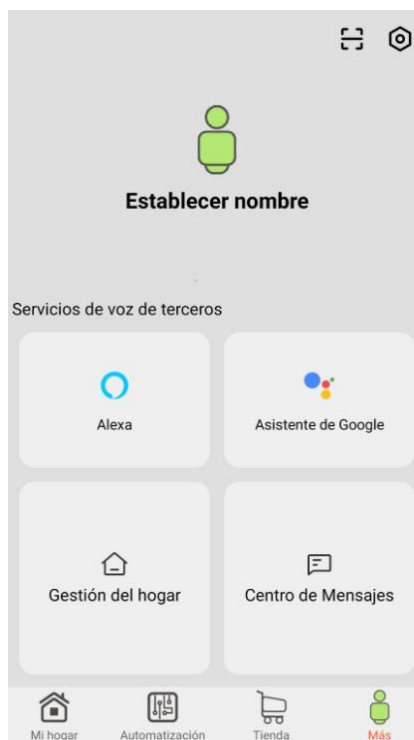 Establecer nombre
Servicios de voz de terceros
Alexa
Asistente de Google
Gestión del hogar
Centro de Mensajes
Mi hogar
Automatización
Tienda
Más